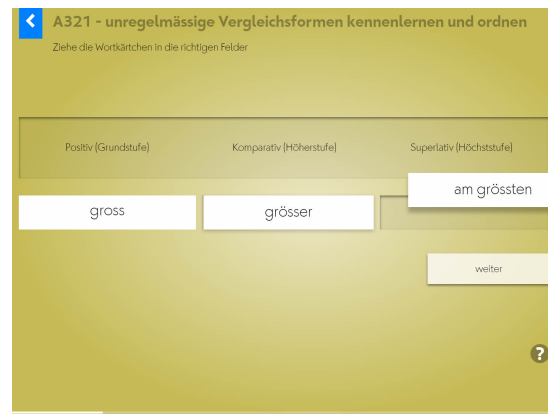 A321 - unregelmässige Vergleichsformen kennenlernen und ordnen
Ziehe die Wortkärtchen in die richtigen Felder
Positiv (Grundstufe) Komparativ (Höherstufe) Superlativ (Höchststufe)
gross grösser am grössten
weiter
?